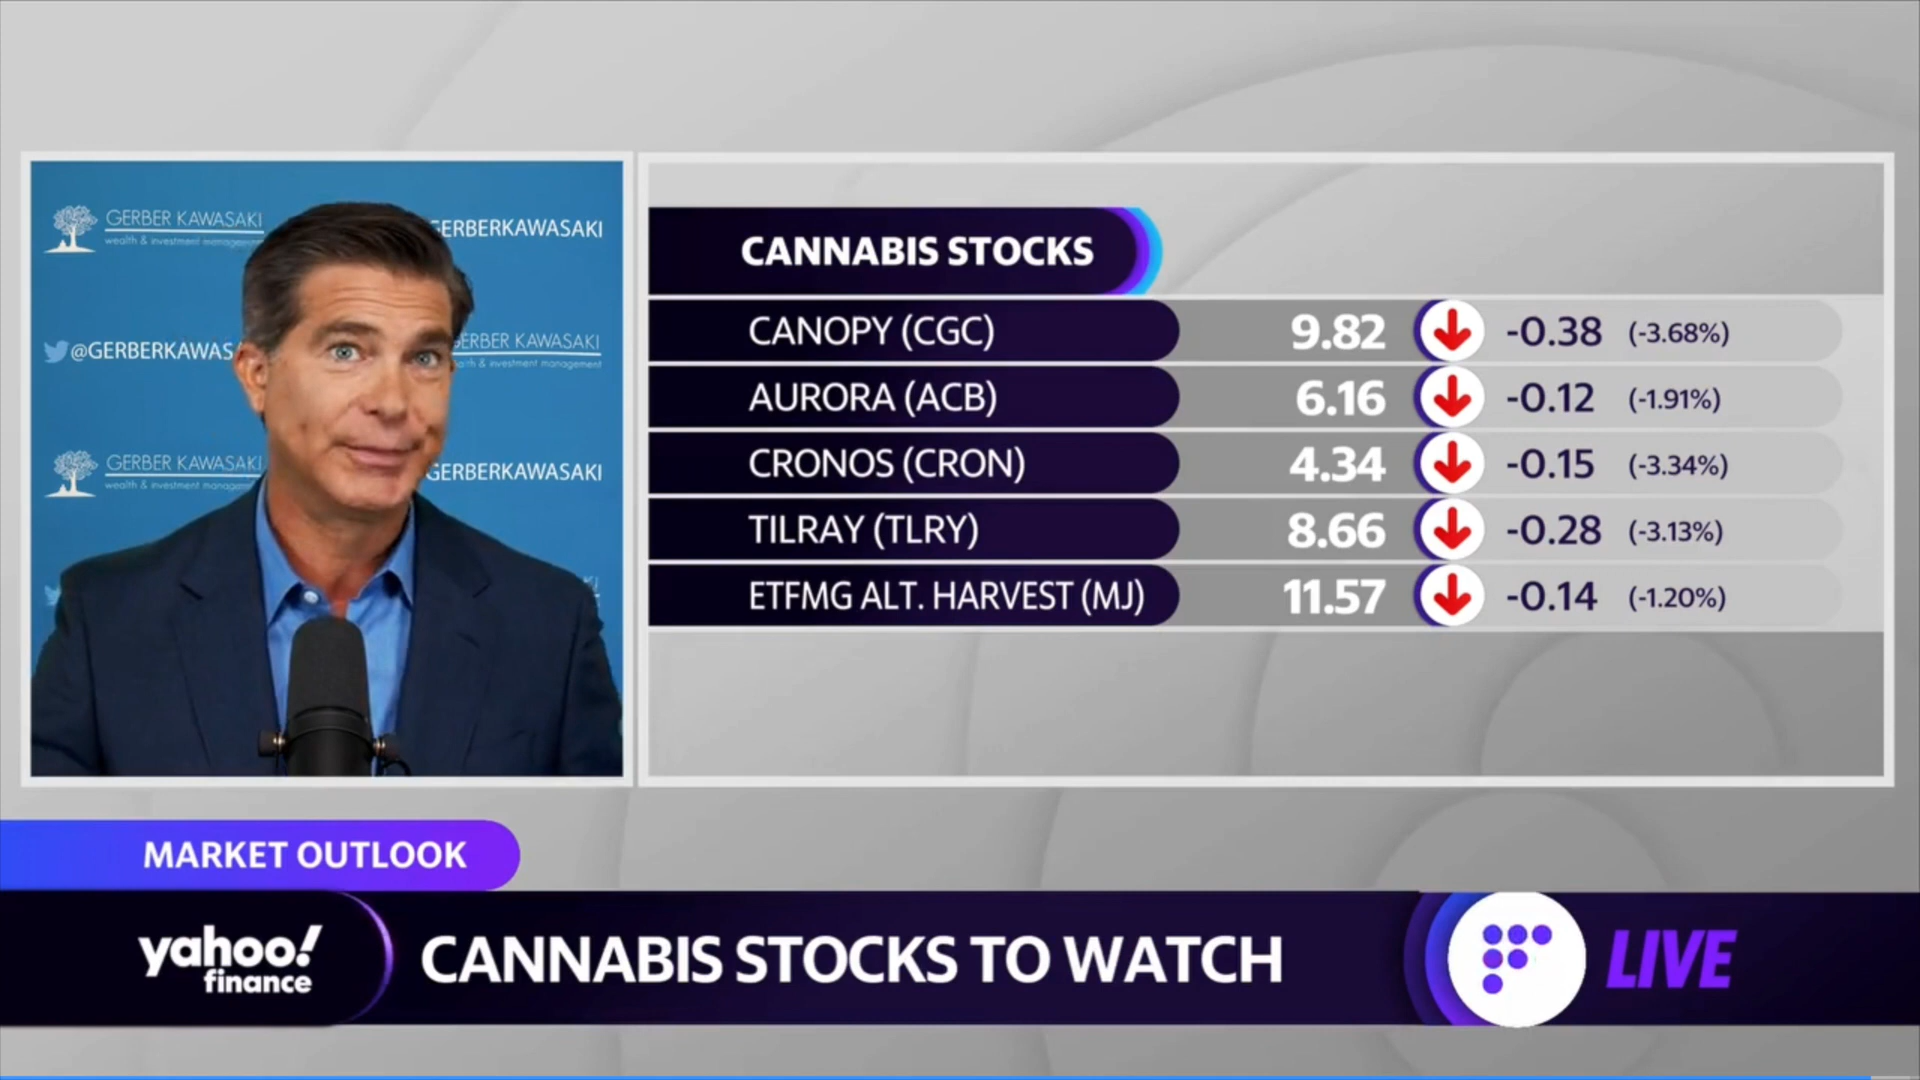 GERBER KAWASAKI
wealth & investment management
GERBERKAWASAKI
@GERBERKAWAS
GERBER KAWASAKI
investment management
GERBER KAWASAKI
wealth & investment
GERBERKAWASAKI
CANNABIS STOCKS
CANOPY (CGC) 9.82 -0.38 (-3.68%)
AURORA (ACB) 6.16 -0.12 (-1.91%)
CRONOS (CRON) 4.34 -0.15 (-3.34%)
TILRAY (TLRY) 8.66 -0.28 (-3.13%)
ETFMG ALT. HARVEST (MJ) 11.57 -0.14 (-1.20%)
MARKET OUTLOOK
yahoo!
finance
CANNABIS STOCKS TO WATCH
LIVE